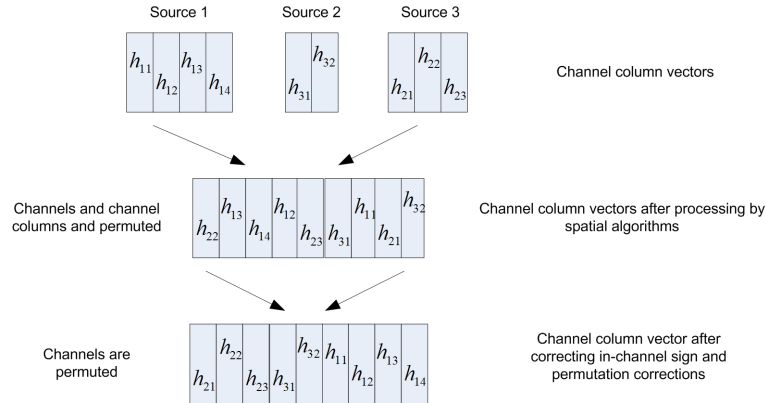 Source 1 Source 2 Source 3
h11 h12 h13 h14 h31 h32 h21 h22 h23
Channel column vectors
Channels and channel
columns and permuted
h22 h13 h14 h12 h23 h31 h11 h21 h32
Channel column vectors after processing by
spatial algorithms
Channels are
permuted
h21 h22 h23 h31 h32 h11 h12 h13 h14
Channel column vector after
correcting in-channel sign and
permutation corrections